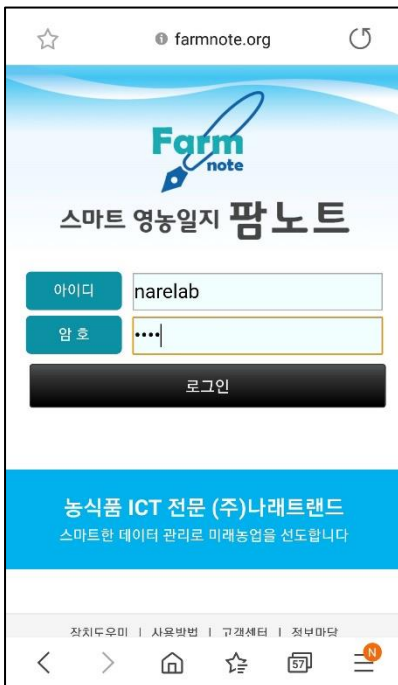 farmnote.org
Farm
note
스마트 영농일지 팜노트
아이디 narelab
암 호 ••••
로그인
농식품 ICT 전문 (주)나래트랜드
스마트한 데이터 관리로 미래농업을 선도합니다
장치도우미 | 사용방법 | 고객센터 | 정보마당
57
N